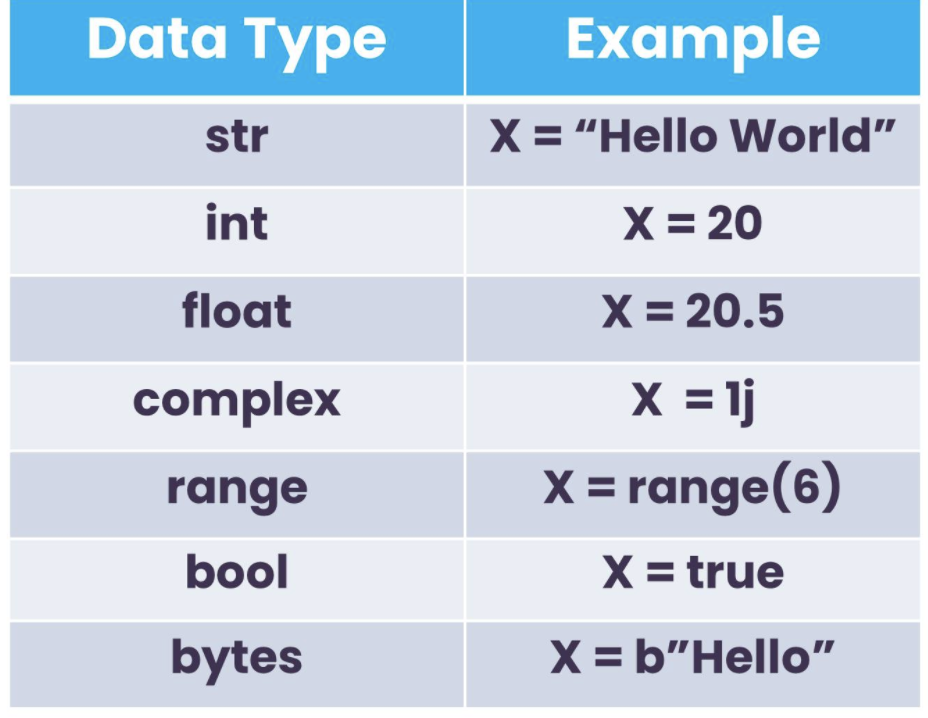 Data Type Example
str X = “Hello World”
int X = 20
float X = 20.5
complex X  = 1j
range X = range(6)
bool X = true
bytes X = b”Hello”